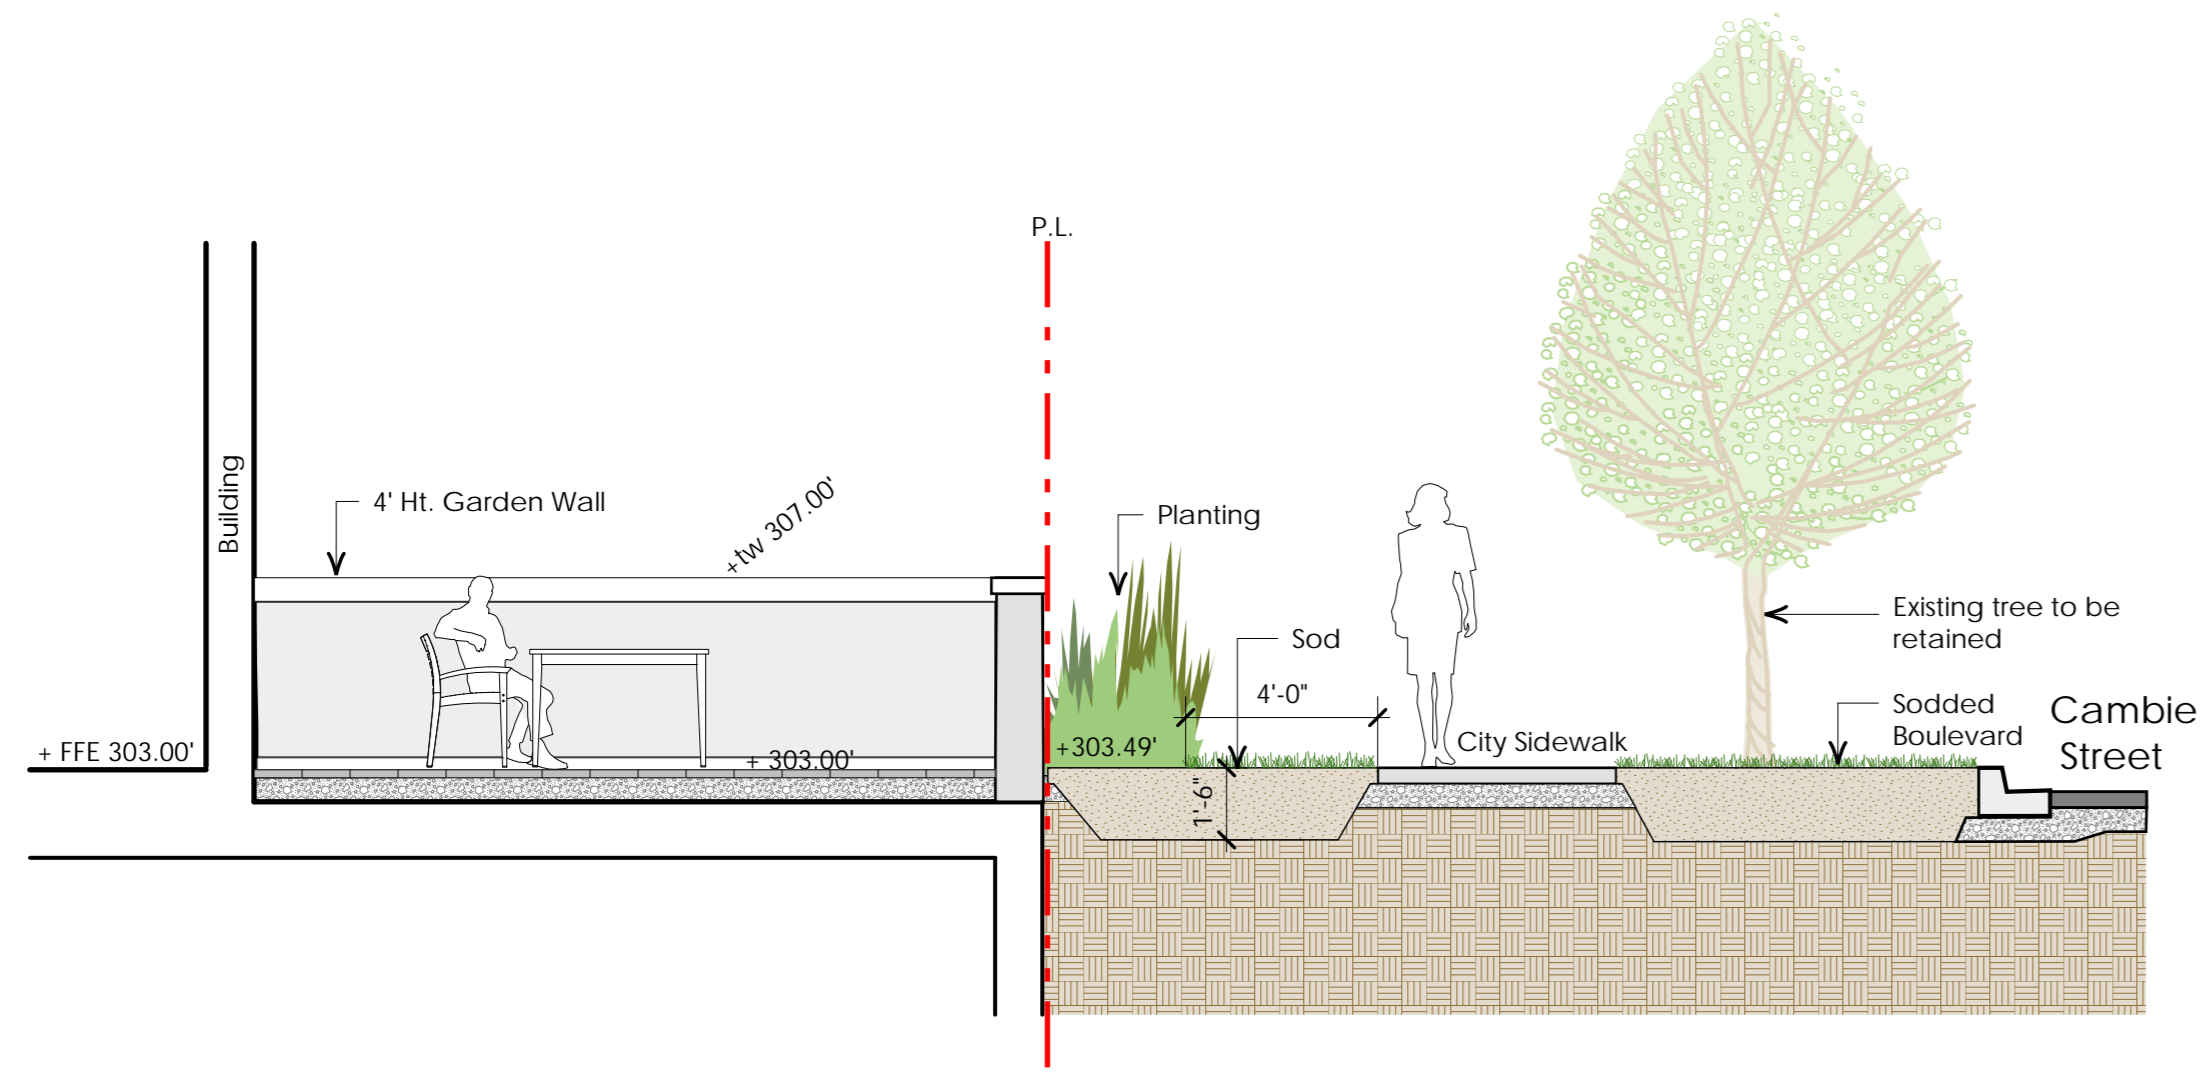 P.L.
Building
4' Ht. Garden Wall
+tw 307.00'
Planting
Sod
4'-0"
Existing tree to be
retained
Sodded
Boulevard
Cambie
Street
+ FFE 303.00'
+ 303.00'
+303.49'
City Sidewalk
1'-6"